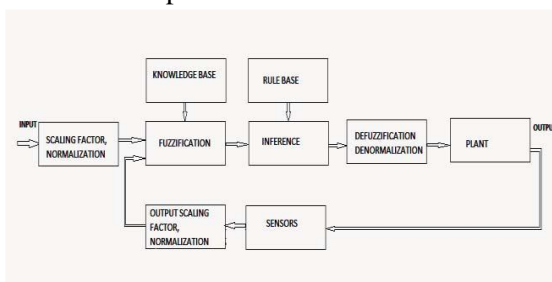 KNOWLEDGE BASE
RULE BASE
INPUT
SCALING FACTOR,
NORMALIZATION
FUZZIFICATION
INFERENCE
DEFUZZIFICATION
DENORMALIZATION
PLANT
OUTPU
OUTPUT SCALING
FACTOR,
NORMALIZATION
SENSORS